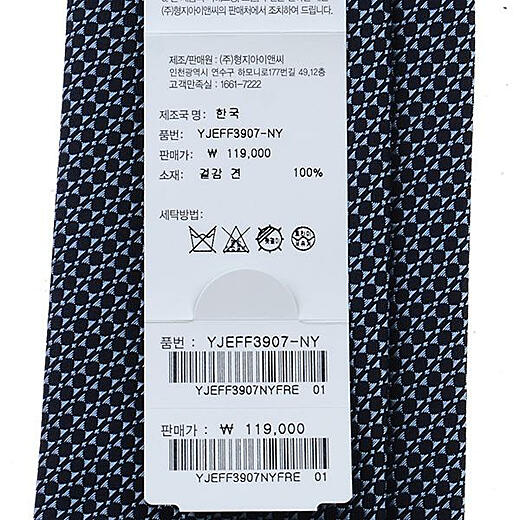 (주)형지아이앤씨의 판매처에서 조치하여 드립니다.
제조/판매원 : (주)형지아이앤씨
인천광역시 연수구 하모니로177번길 49,12층
고객만족실 : 1661-7222
제조국명: 한국
품번: YJEFF3907-NY
판매가: ₩ 119,000
소재: 겉감 견 100%
세탁방법:
품번 : YJEFF3907-NY
YJEFF3907NYFRE 01
판매가 : ₩ 119,000
YJEFF3907NYFRE 01